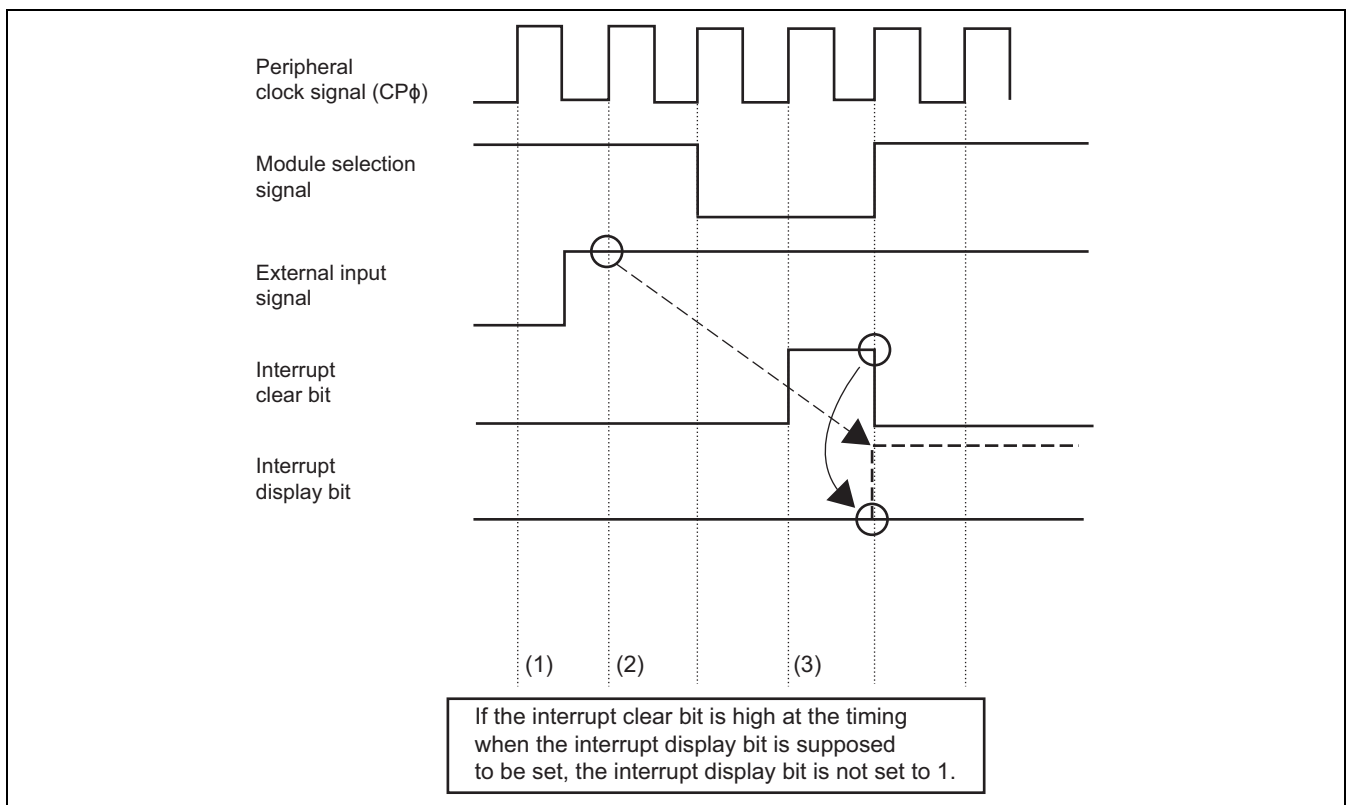 Peripheral
clock signal (CPϕ)
Module selection
signal
External input
signal
Interrupt
clear bit
Interrupt
display bit
(1) (2) (3)
If the interrupt clear bit is high at the timing
when the interrupt display bit is supposed
to be set, the interrupt display bit is not set to 1.